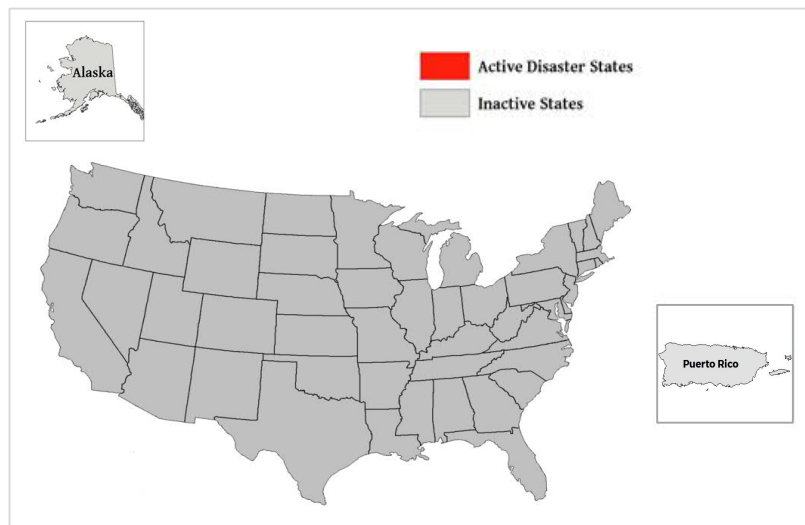 Alaska
Active Disaster States
Inactive States
Puerto Rico